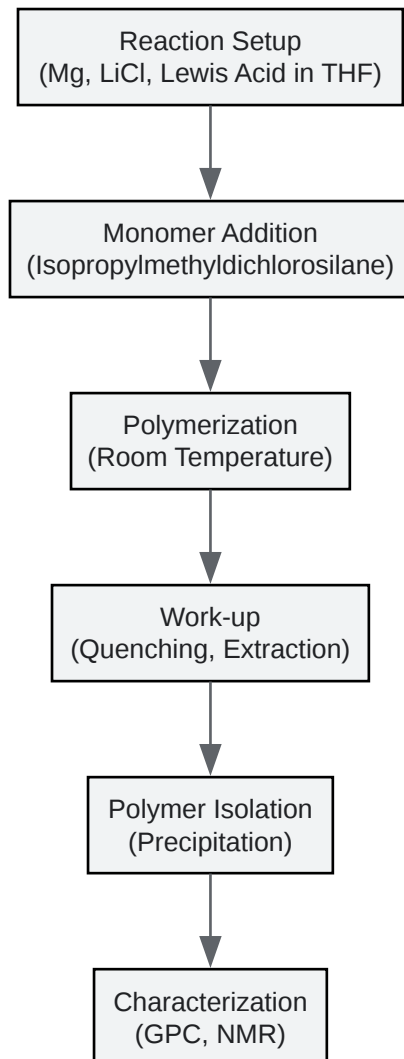 Reaction Setup
(Mg, LiCl, Lewis Acid in THF)
Monomer Addition
(Isopropylmethyldichlorosilane)
Polymerization
(Room Temperature)
Work-up
(Quenching, Extraction)
Polymer Isolation
(Precipitation)
Characterization
(GPC, NMR)